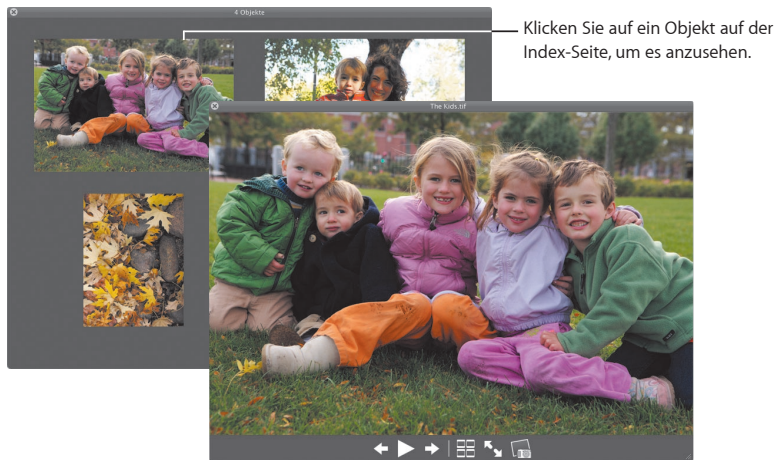 4 Objekte
Klicken Sie auf ein Objekt auf der
Index-Seite, um es anzusehen.
The Kids.tif